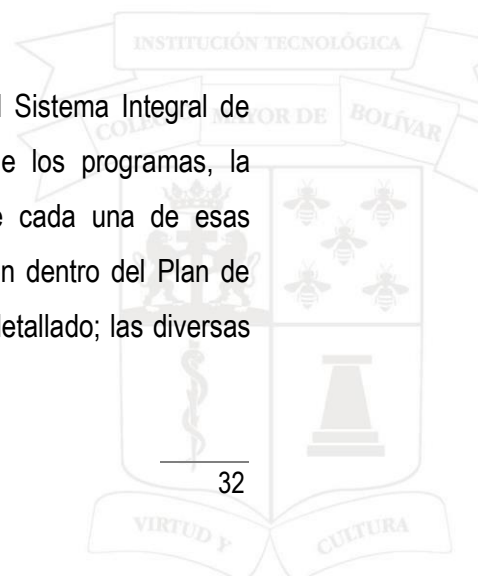 INSTITUCIÓN TECNOLÓGICA
Sistema Integral de
COLEGIO MAYOR DE BOLÍVAR
los programas, la
cada una de esas
dentro del Plan de
detallado; las diversas
32
VIRTUD Y CULTURA